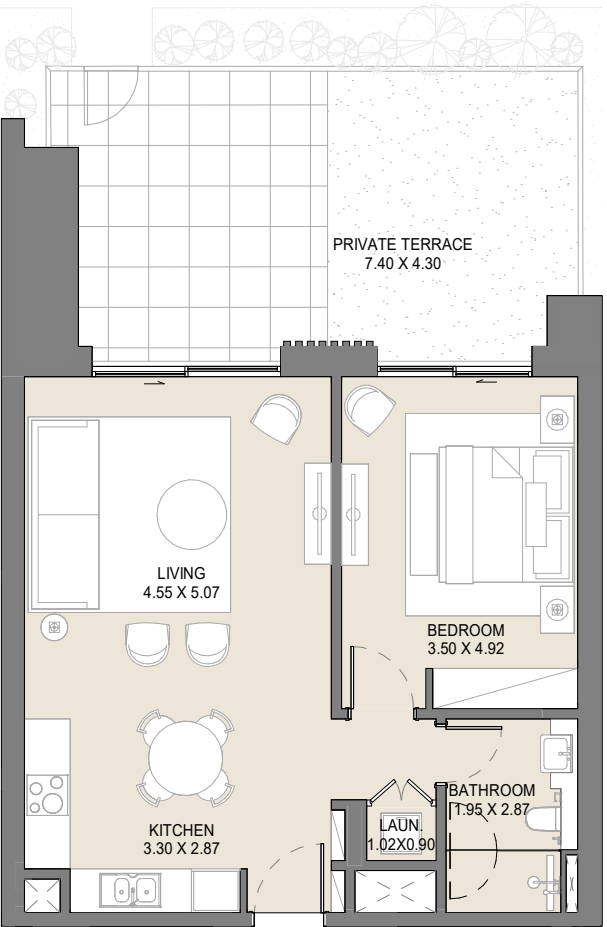 PRIVATE TERRACE
7.40 X 4.30
LIVING
4.55 X 5.07
BEDROOM
3.50 X 4.92
BATHROOM
1.95 X 2.87
LAUN.
1.02X0.90
KITCHEN
3.30 X 2.87